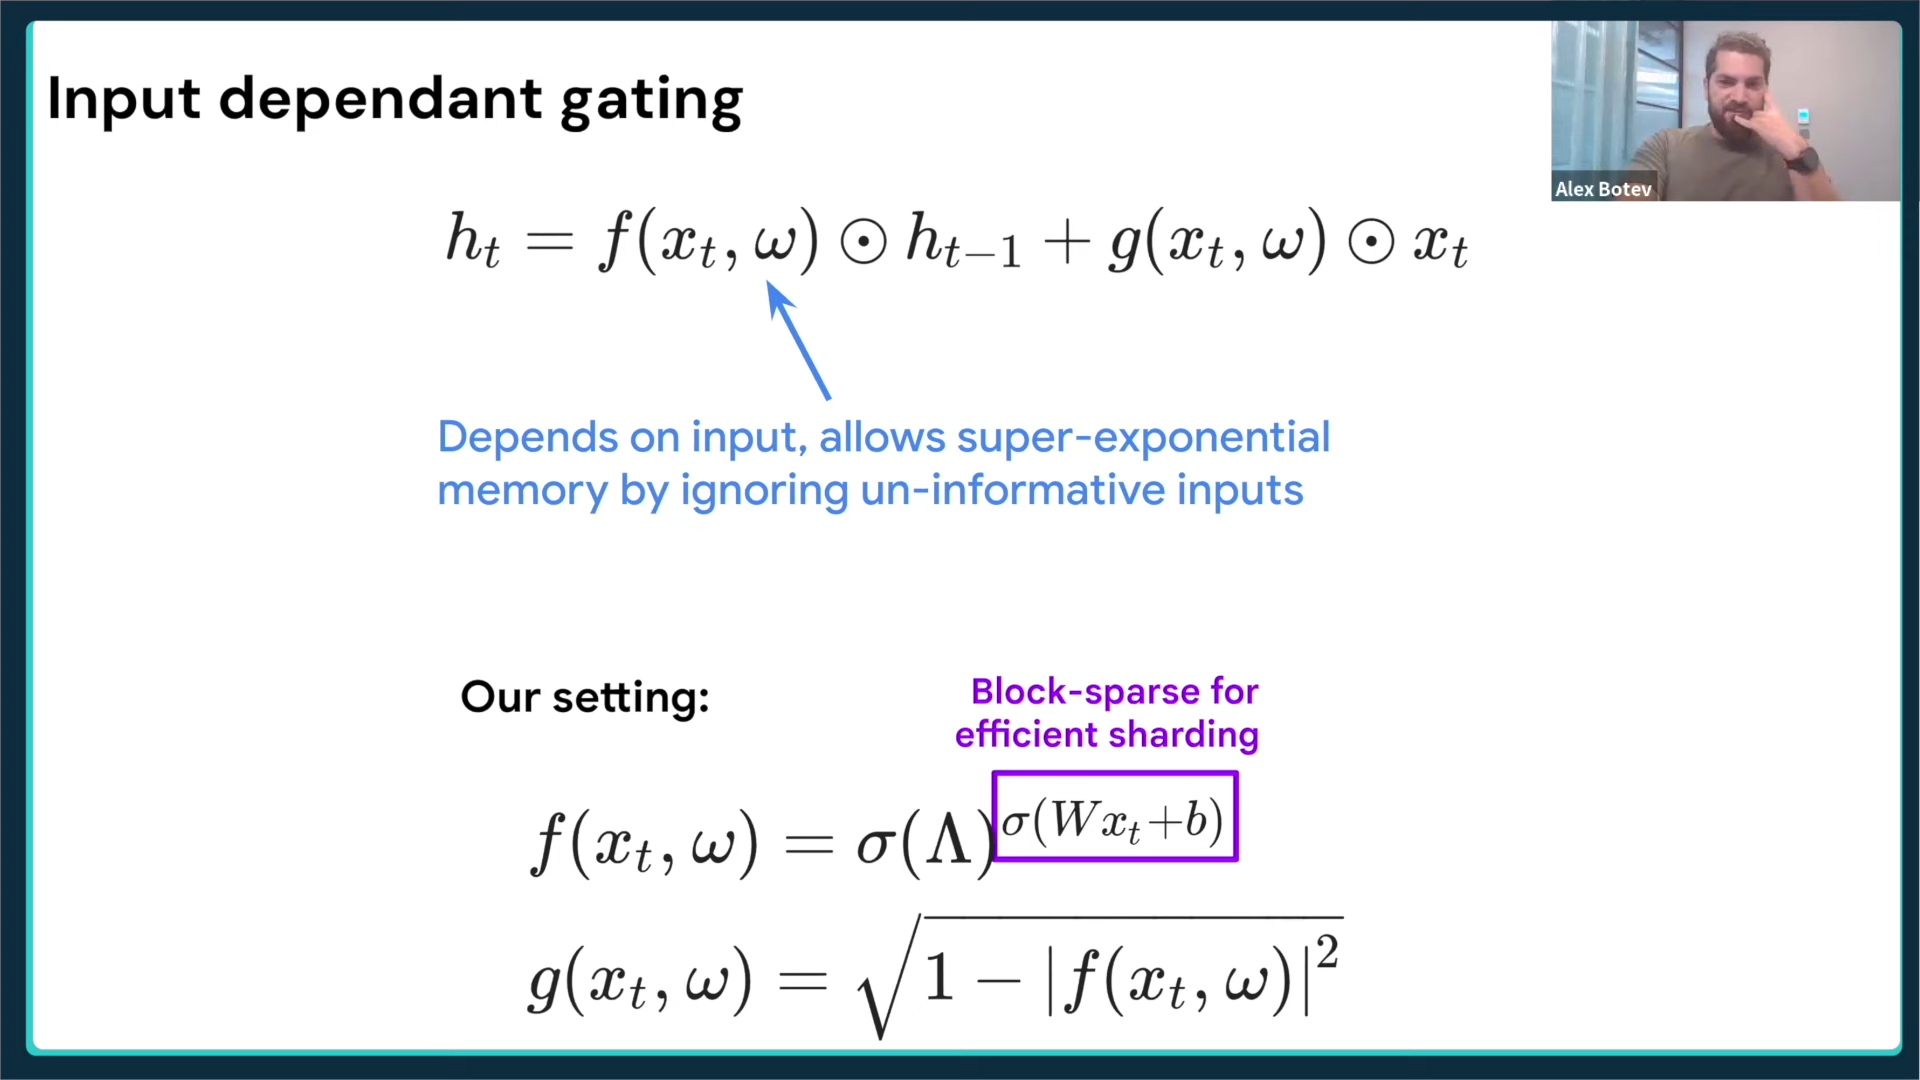 Input dependant gating
Alex Botev
h_t = f(x_t, ω) ⊙ h_{t−1} + g(x_t, ω) ⊙ x_t
Depends on input, allows super-exponential
memory by ignoring un-informative inputs
Our setting:
Block-sparse for
efficient sharding
f(x_t, ω) = σ(Λ)^{σ(Wx_t+b)}
g(x_t, ω) = √(1 − |f(x_t, ω)|²)